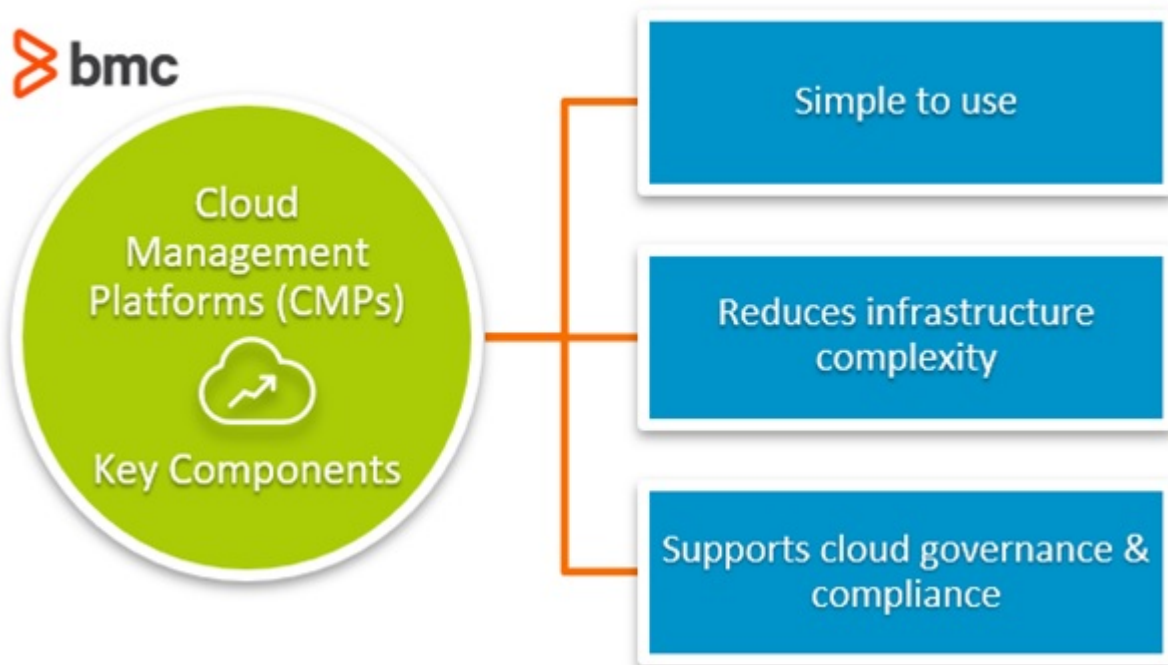 bmc
Cloud
Management
Platforms (CMPs)
Key Components
Simple to use
Reduces infrastructure
complexity
Supports cloud governance &
compliance